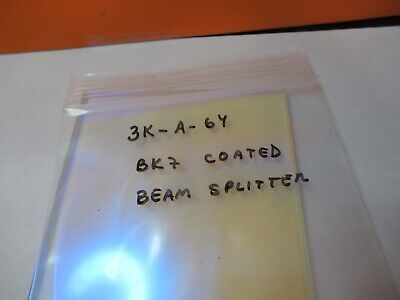 3K-A-64
BK7 COATED
BEAM SPLITTER